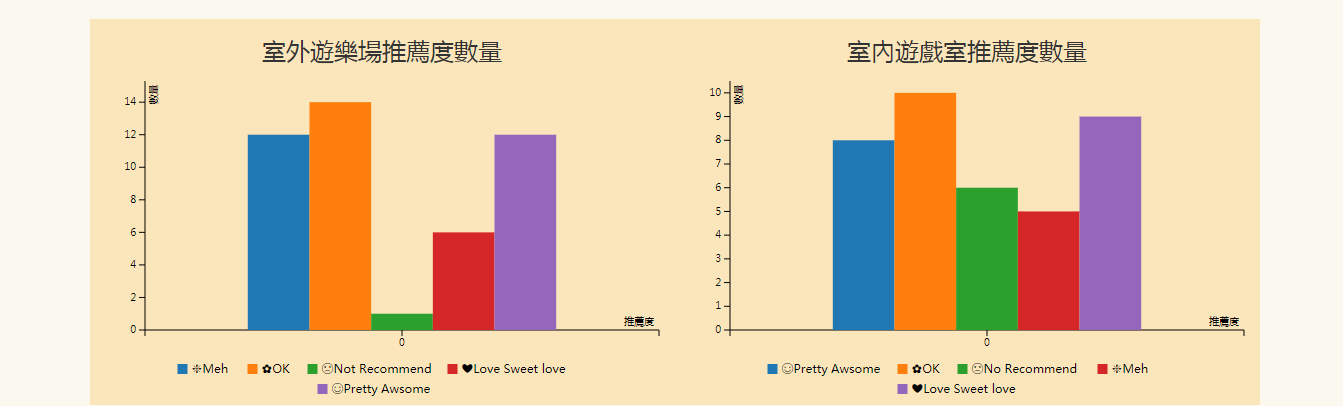 室外遊樂場推薦度數量
數量
14
12
10
8
6
4
2
0
推薦度
0
❉Meh ✿OK ☹Not Recommend ❤Love Sweet love
☺Pretty Awsome
室內遊戲室推薦度數量
數量
10
9
8
7
6
5
4
3
2
1
0
推薦度
0
☺Pretty Awsome ✿OK ☹No Recommend ❉Meh
❤Love Sweet love